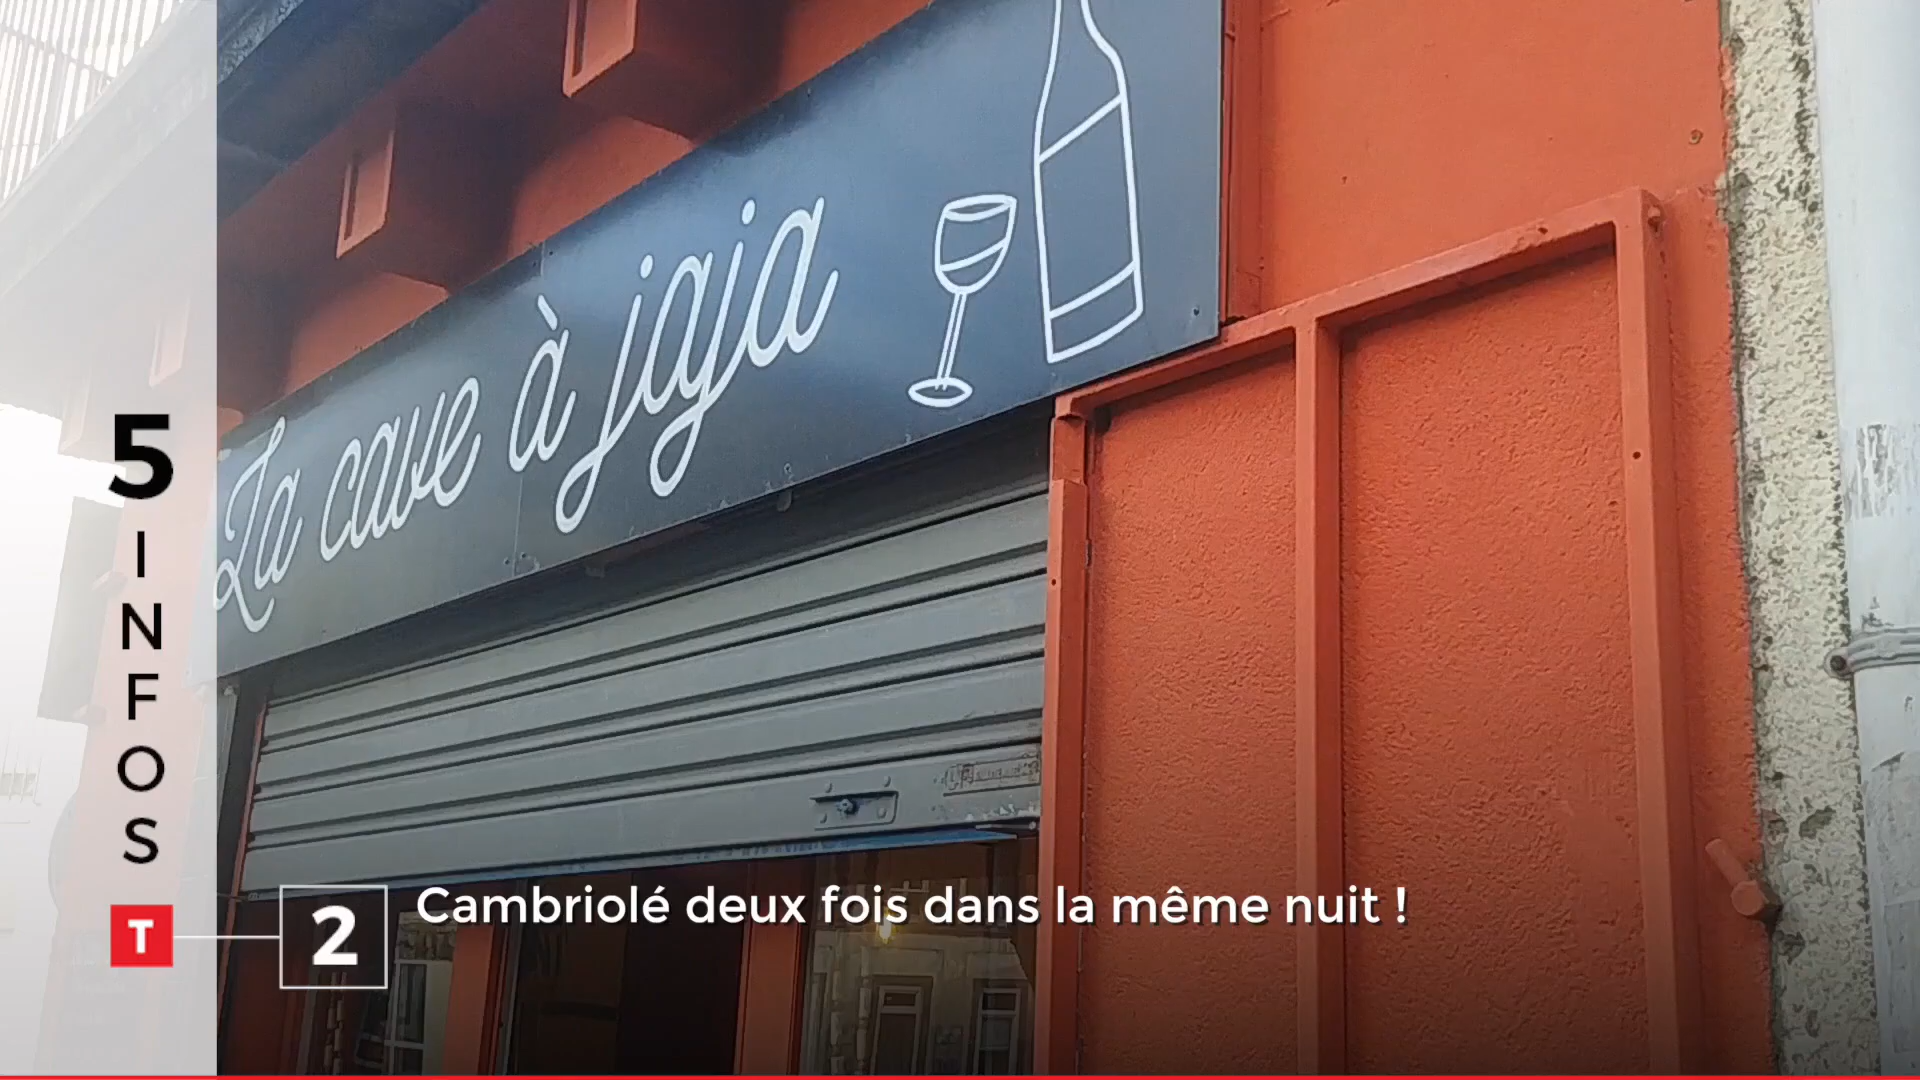 La cave à jaja
5
INFOS
T
2
Cambriolé deux fois dans la même nuit !